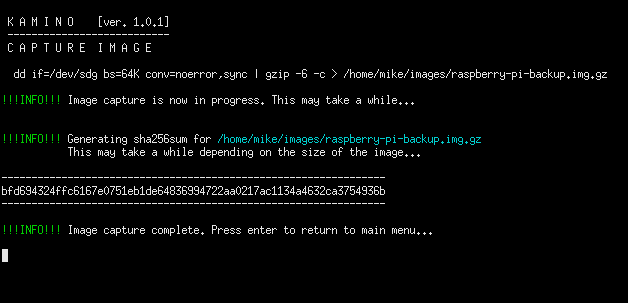 K A M I N O [ver. 1.0.1]
---------------------------
C A P T U R E I M A G E
dd if=/dev/sdg bs=64K conv=noerror,sync | gzip -6 -c > /home/mike/images/raspberry-pi-backup.img.gz
!!!INFO!!! Image capture is now in progress. This may take a while...
!!!INFO!!! Generating sha256sum for /home/mike/images/raspberry-pi-backup.img.gz
This may take a while depending on the size of the image...
----------------------------------------------------------------
bfd694324ffc6167e0751eb1de64836994722aa0217ac1134a4632ca3754936b
----------------------------------------------------------------
!!!INFO!!! Image capture complete. Press enter to return to main menu...